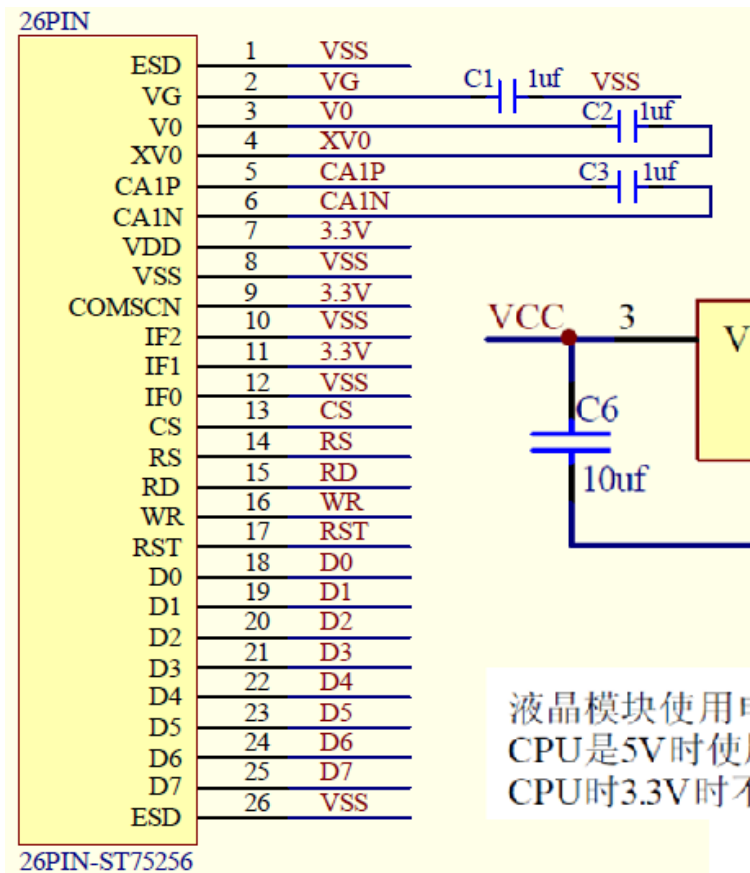 26PIN
ESD 1 VSS
VG 2 VG C1 1uf VSS
V0 3 V0 C2 1uf
XV0 4 XV0
CA1P 5 CA1P C3 1uf
CA1N 6 CA1N
VDD 7 3.3V
VSS 8 VSS
COMSCN 9 3.3V
IF2 10 VSS
IF1 11 3.3V
IF0 12 VSS
CS 13 CS
RS 14 RS
RD 15 RD
WR 16 WR
RST 17 RST
D0 18 D0
D1 19 D1
D2 20 D2
D3 21 D3
D4 22 D4
D5 23 D5
D6 24 D6
D7 25 D7
ESD 26 VSS
26PIN-ST75256
VCC 3 V
C6
10uf
液晶模块使用
CPU是5V时使
CPU时3.3V时不